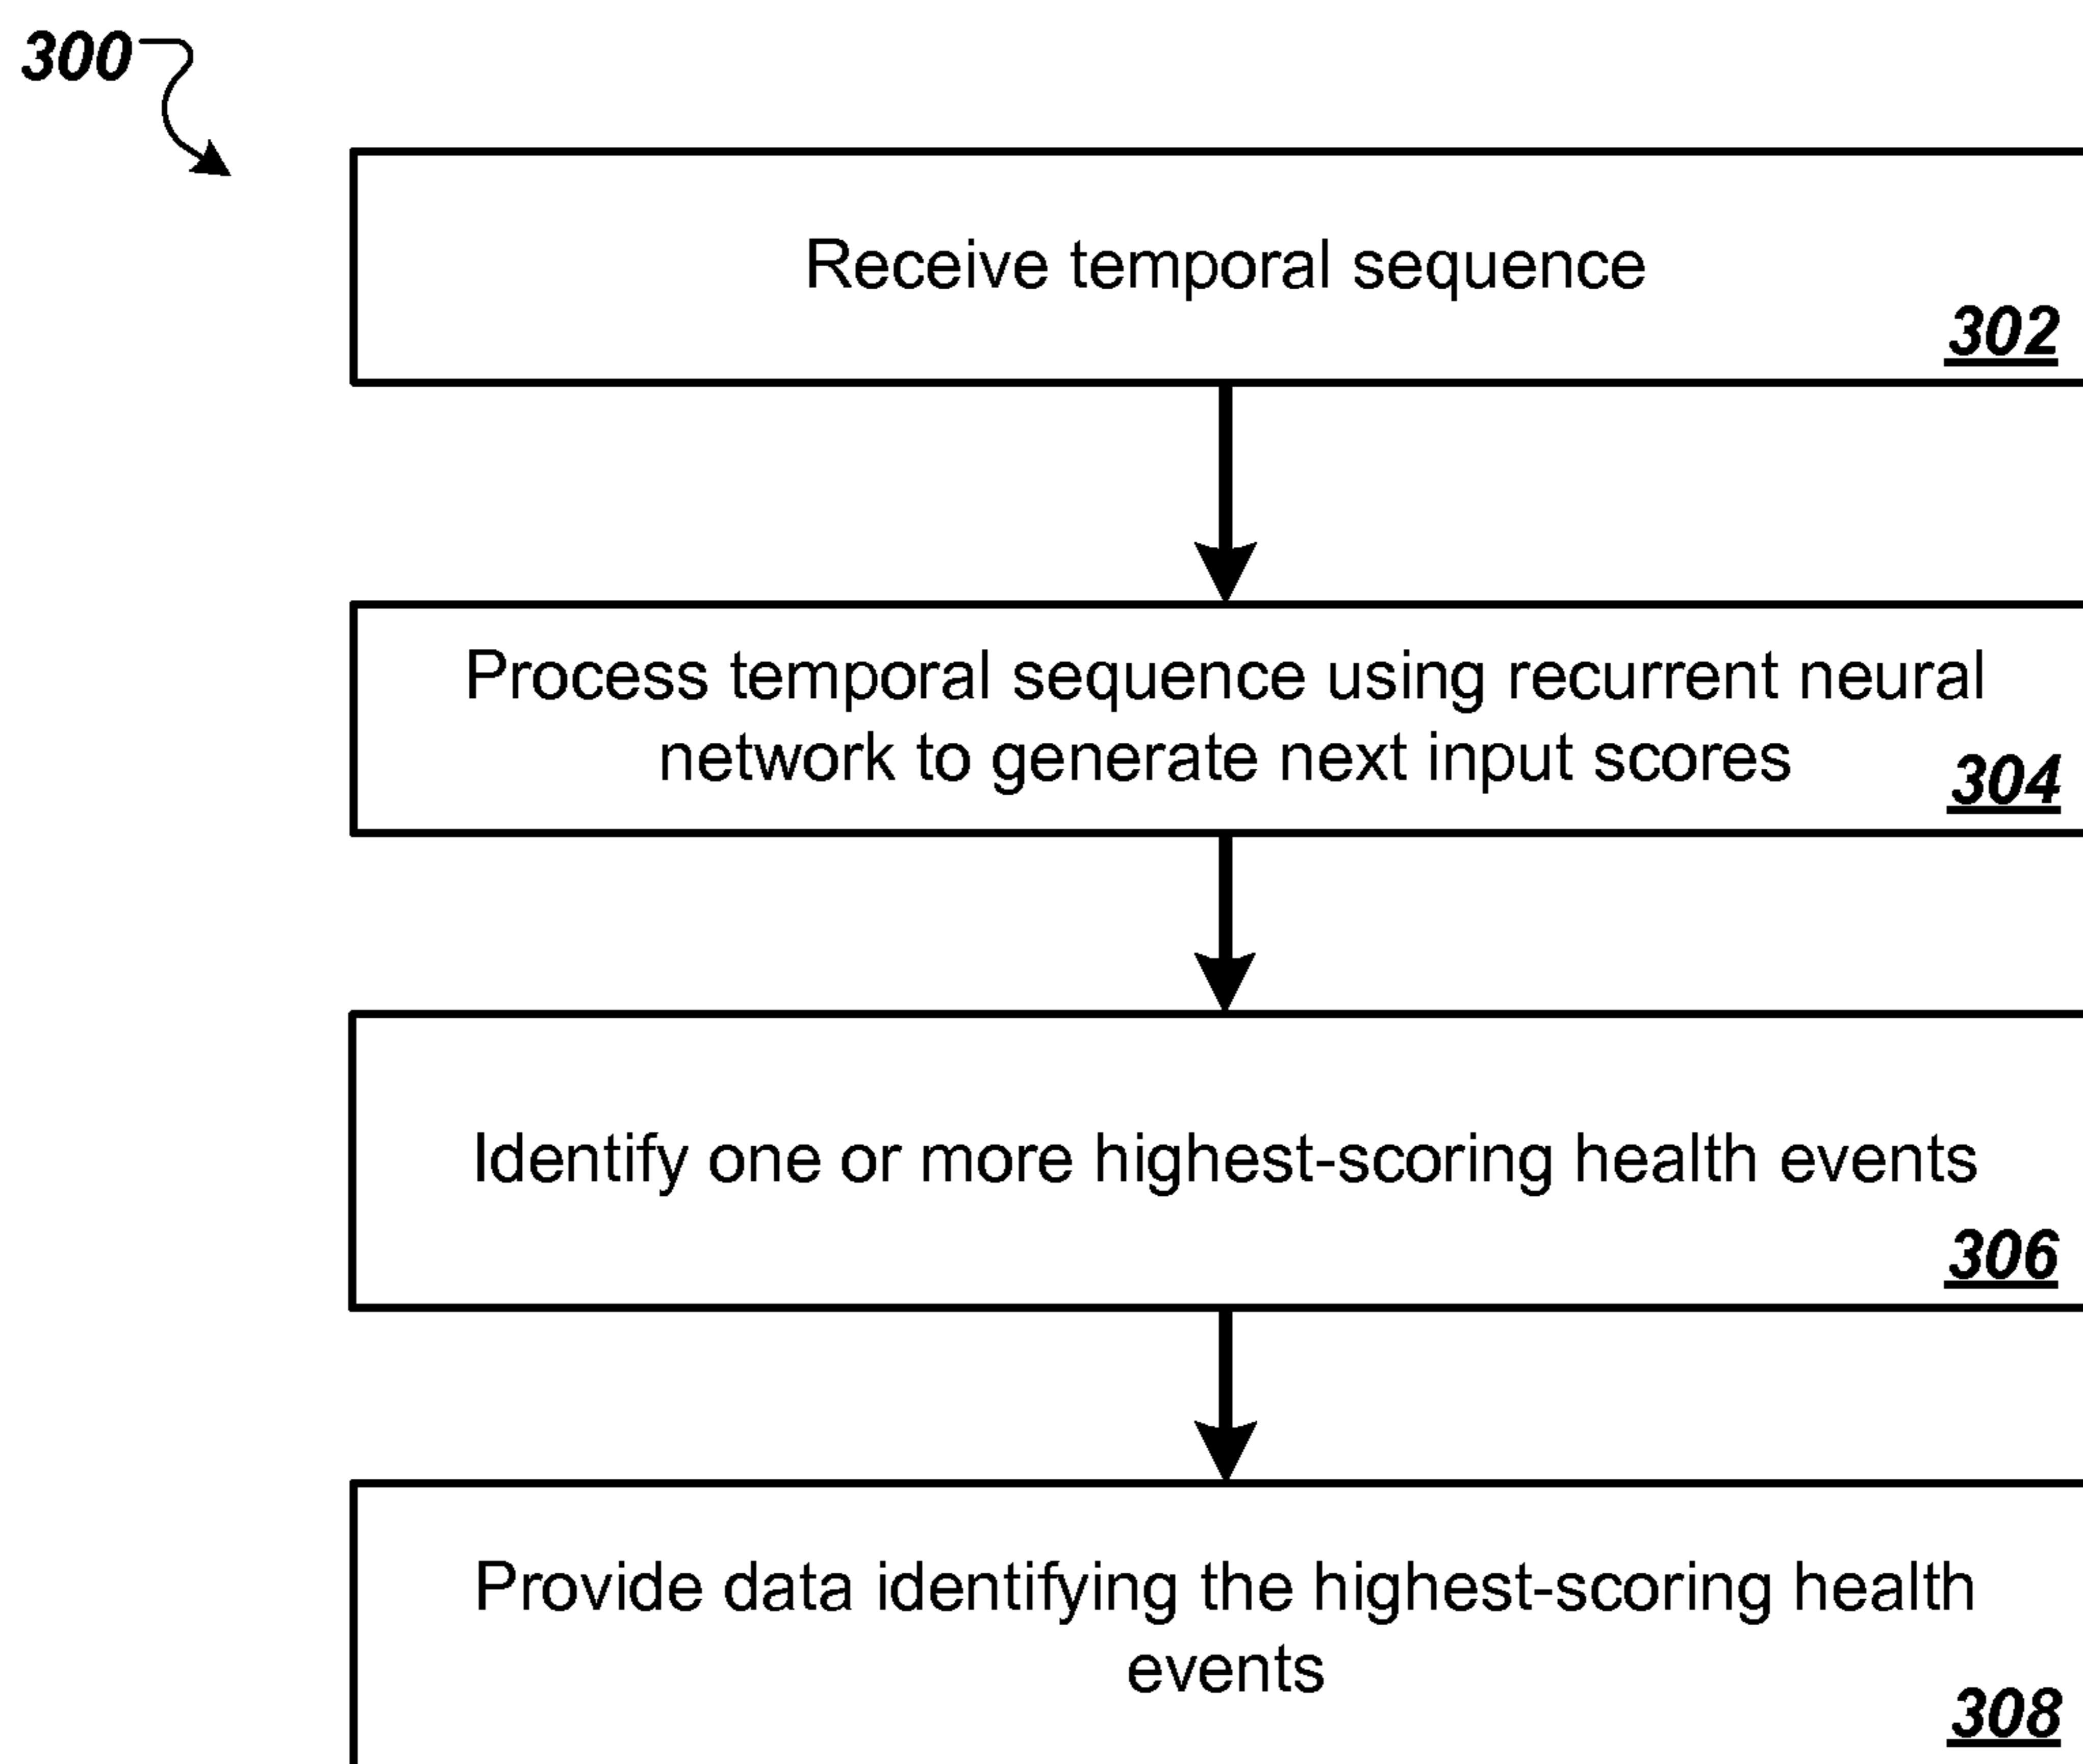 300
Receive temporal sequence
302
Process temporal sequence using recurrent neural
network to generate next input scores
304
Identify one or more highest-scoring health events
306
Provide data identifying the highest-scoring health
events
308